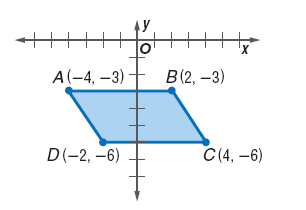 y
O
x
A(−4, −3)
B(2, −3)
D(−2, −6)
C(4, −6)